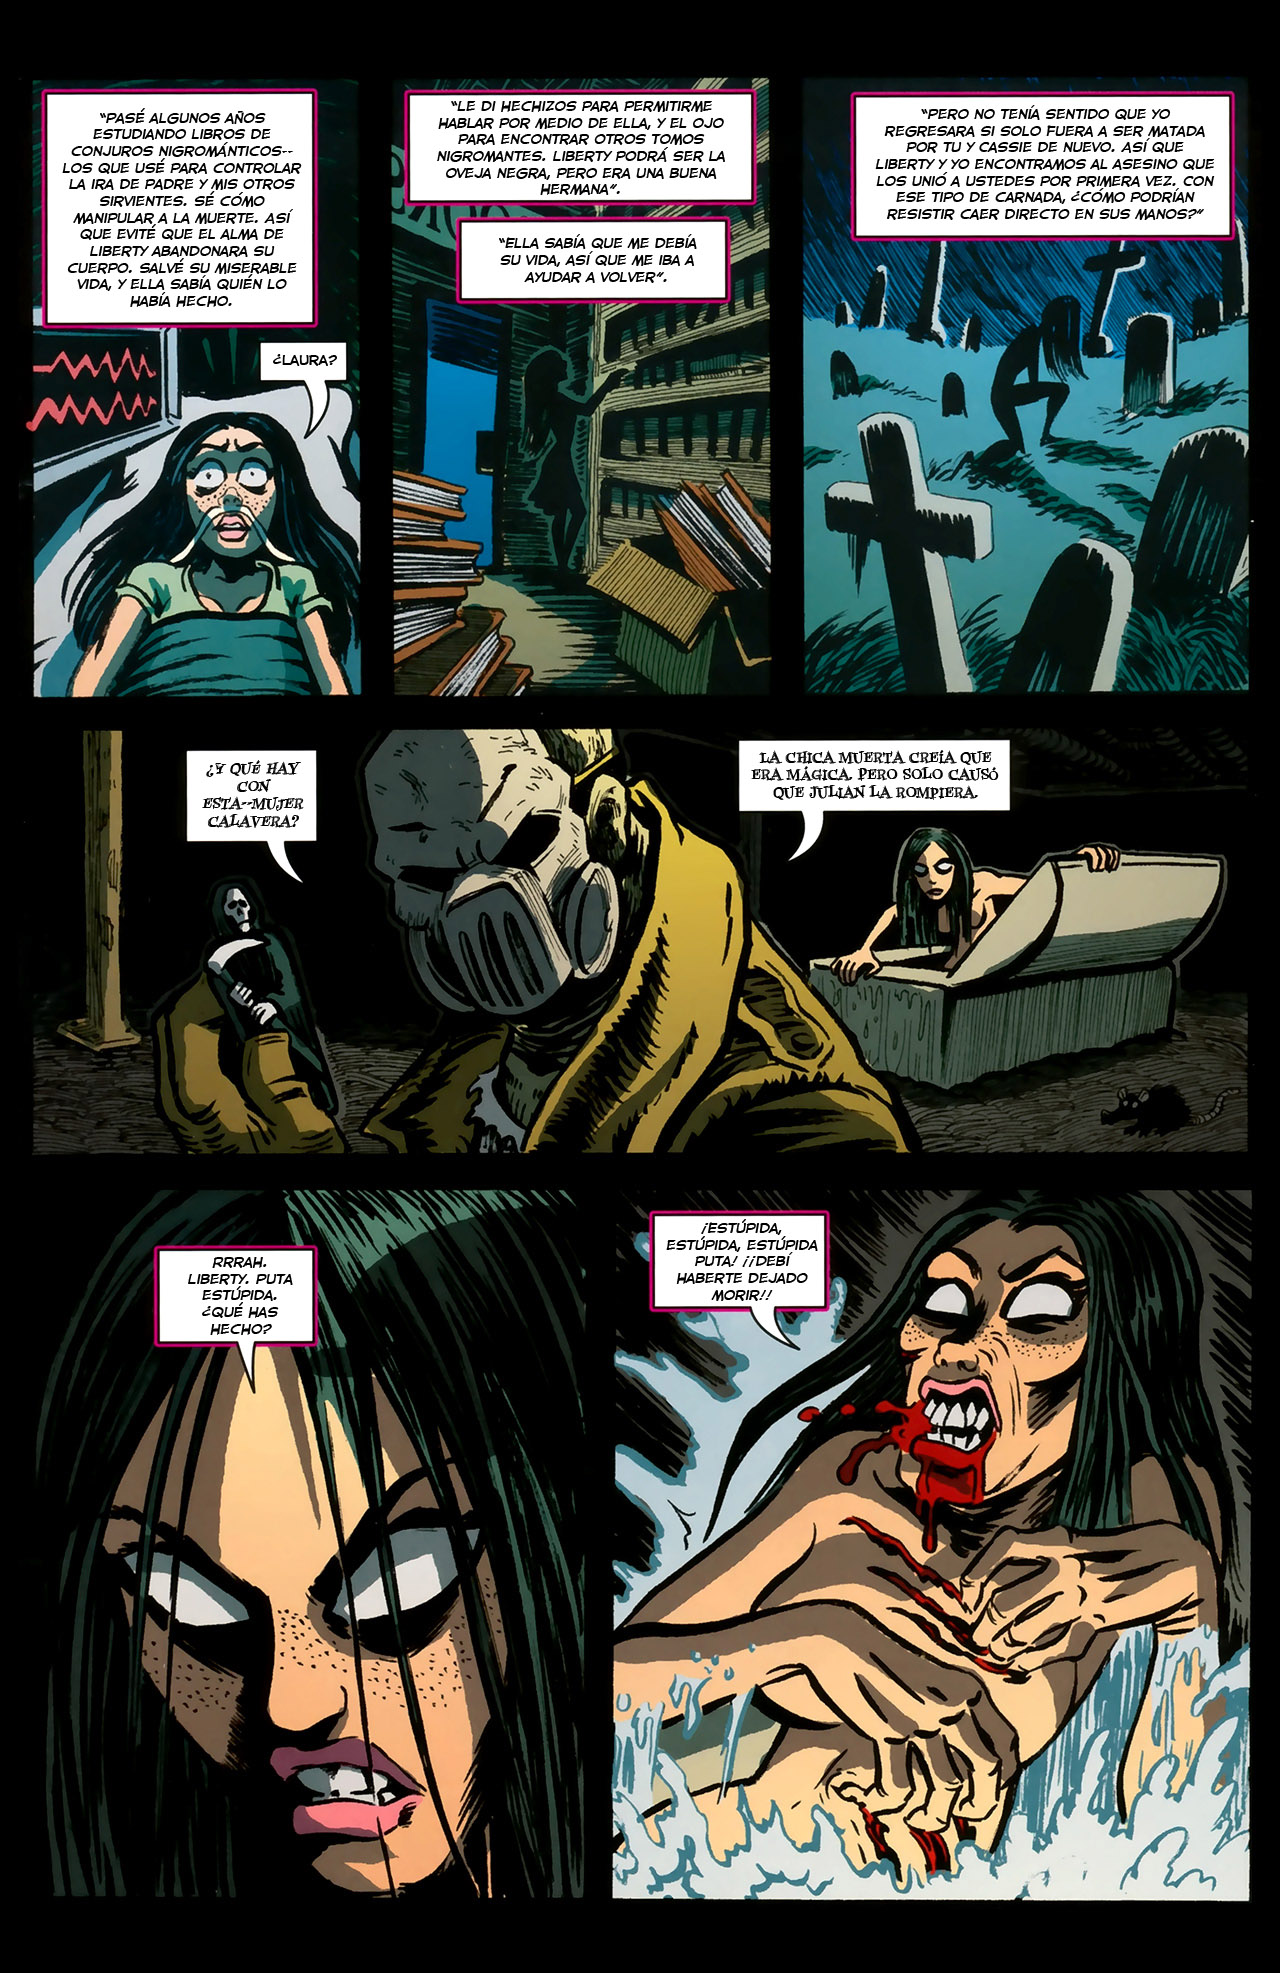 "PASÉ ALGUNOS AÑOS
ESTUDIANDO LIBROS DE
CONJUROS NIGROMÁNTICOS--
LOS QUE USÉ PARA CONTROLAR
LA IRA DE PADRE Y MIS OTROS
SIRVIENTES. SÉ CÓMO
MANIPULAR A LA MUERTE. ASÍ
QUE EVITÉ QUE EL ALMA DE
LIBERTY ABANDONARA SU
CUERPO. SALVÉ SU MISERABLE
VIDA, Y ELLA SABÍA QUIÉN LO
HABÍA HECHO.
¿LAURA?
"LE DI HECHIZOS PARA PERMITIRME
HABLAR POR MEDIO DE ELLA, Y EL OJO
PARA ENCONTRAR OTROS TOMOS
NIGROMANTES. LIBERTY PODRÁ SER LA
OVEJA NEGRA, PERO ERA UNA BUENA
HERMANA".
"ELLA SABÍA QUE ME DEBÍA
SU VIDA, ASÍ QUE ME IBA A
AYUDAR A VOLVER".
"PERO NO TENÍA SENTIDO QUE YO
REGRESARA SI SOLO FUERA A SER MATADA
POR TU Y CASSIE DE NUEVO. ASÍ QUE
LIBERTY Y YO ENCONTRAMOS AL ASESINO QUE
LOS UNIÓ A USTEDES POR PRIMERA VEZ. CON
ESE TIPO DE CARNADA, ¿CÓMO PODRÍAN
RESISTIR CAER DIRECTO EN SUS MANOS?"
¿Y QUÉ HAY
CON
ESTA--MUJER
CALAVERA?
LA CHICA MUERTA CREÍA QUE
ERA MÁGICA. PERO SOLO CAUSÓ
QUE JULIAN LA ROMPIERA.
RRRAH.
LIBERTY. PUTA
ESTÚPIDA.
¿QUÉ HAS
HECHO?
¡ESTÚPIDA,
ESTÚPIDA, ESTÚPIDA
PUTA! ¡¡DEBÍ
HABERTE DEJADO
MORIR!!